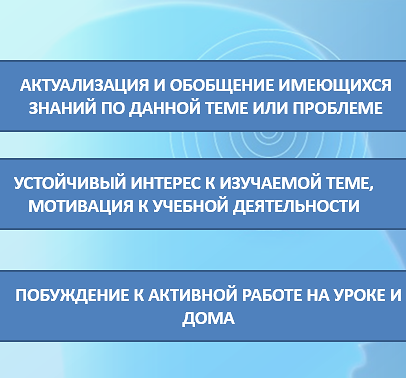 АКТУАЛИЗАЦИЯ И ОБОБЩЕНИЕ ИМЕЮЩИХСЯ
ЗНАНИЙ ПО ДАННОЙ ТЕМЕ ИЛИ ПРОБЛЕМЕ
УСТОЙЧИВЫЙ ИНТЕРЕС К ИЗУЧАЕМОЙ ТЕМЕ,
МОТИВАЦИЯ К УЧЕБНОЙ ДЕЯТЕЛЬНОСТИ
ПОБУЖДЕНИЕ К АКТИВНОЙ РАБОТЕ НА УРОКЕ И
ДОМА